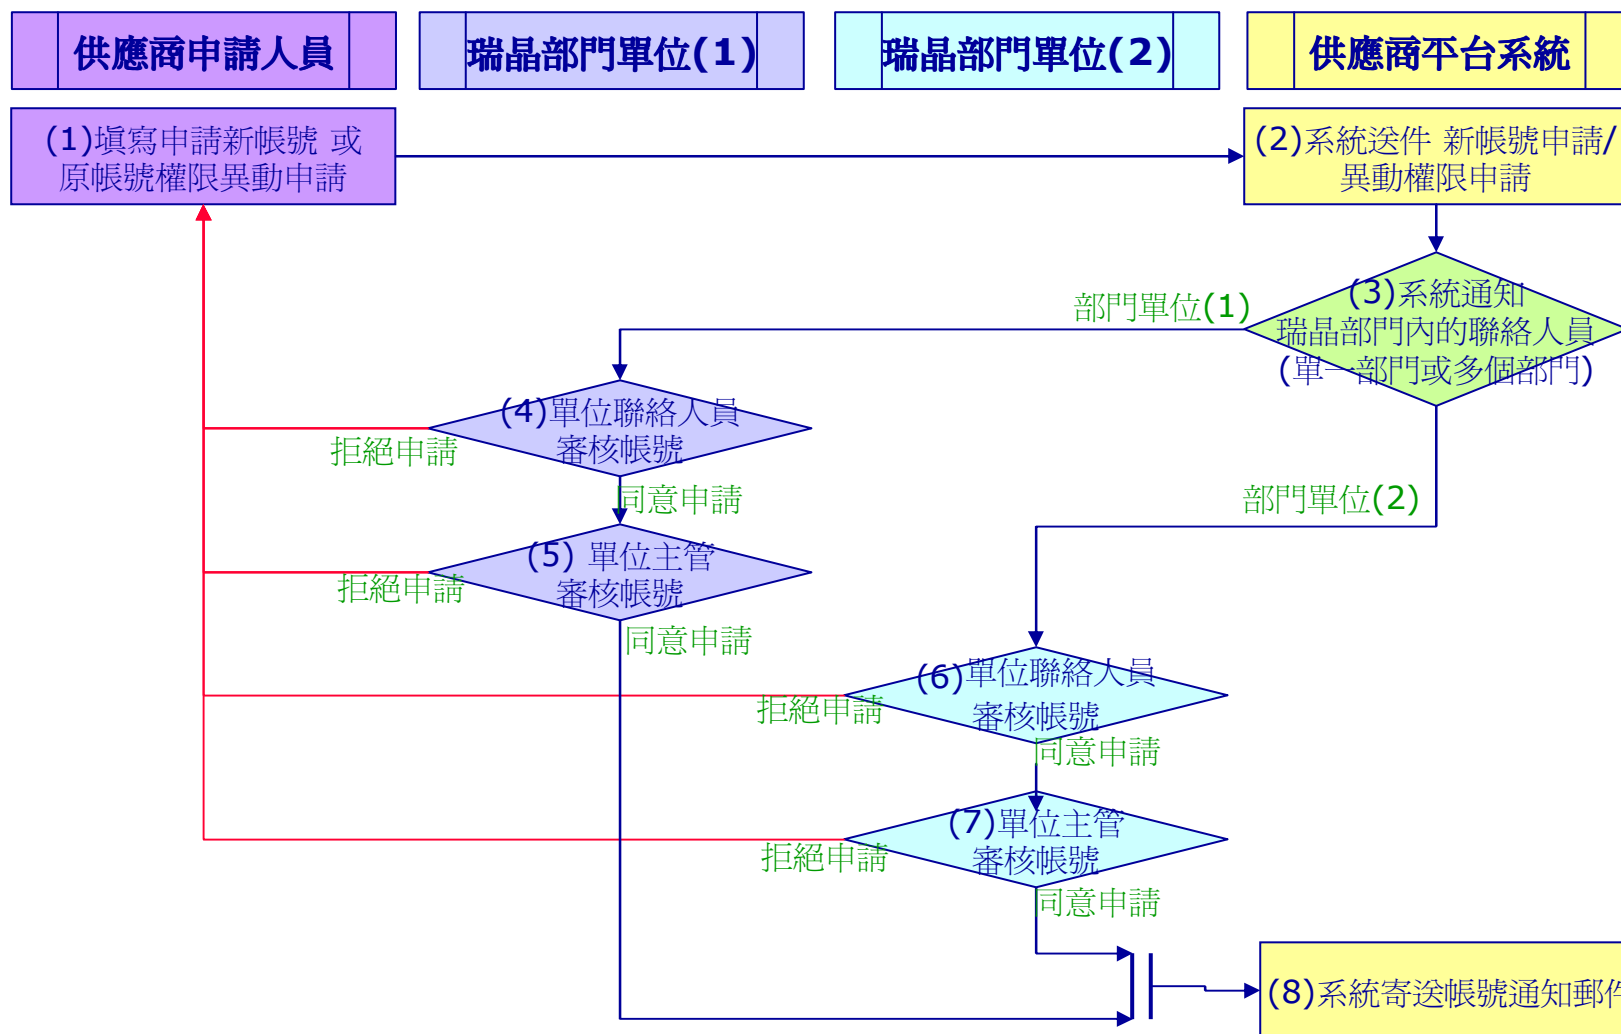 供應商申請人員
瑞晶部門單位(1)
瑞晶部門單位(2)
供應商平台系統
(1)填寫申請新帳號 或
原帳號權限異動申請
(2)系統送件 新帳號申請/
異動權限申請
(3)系統通知
瑞晶部門內的聯絡人員
(單一部門或多個部門)
部門單位(1)
(4)單位聯絡人員
審核帳號
拒絕申請
同意申請
部門單位(2)
(5) 單位主管
審核帳號
拒絕申請
同意申請
(6)單位聯絡人員
審核帳號
拒絕申請
同意申請
(7)單位主管
審核帳號
拒絕申請
同意申請
(8)系統寄送帳號通知郵件